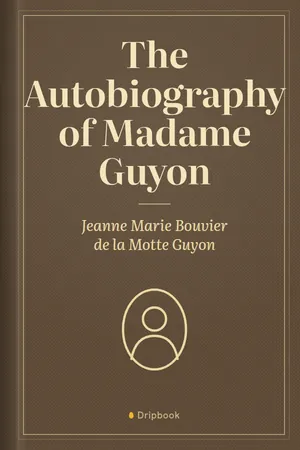 The
Autobiography
of Madame
Guyon
Jeanne Marie Bouvier
de la Motte Guyon
Dripbook